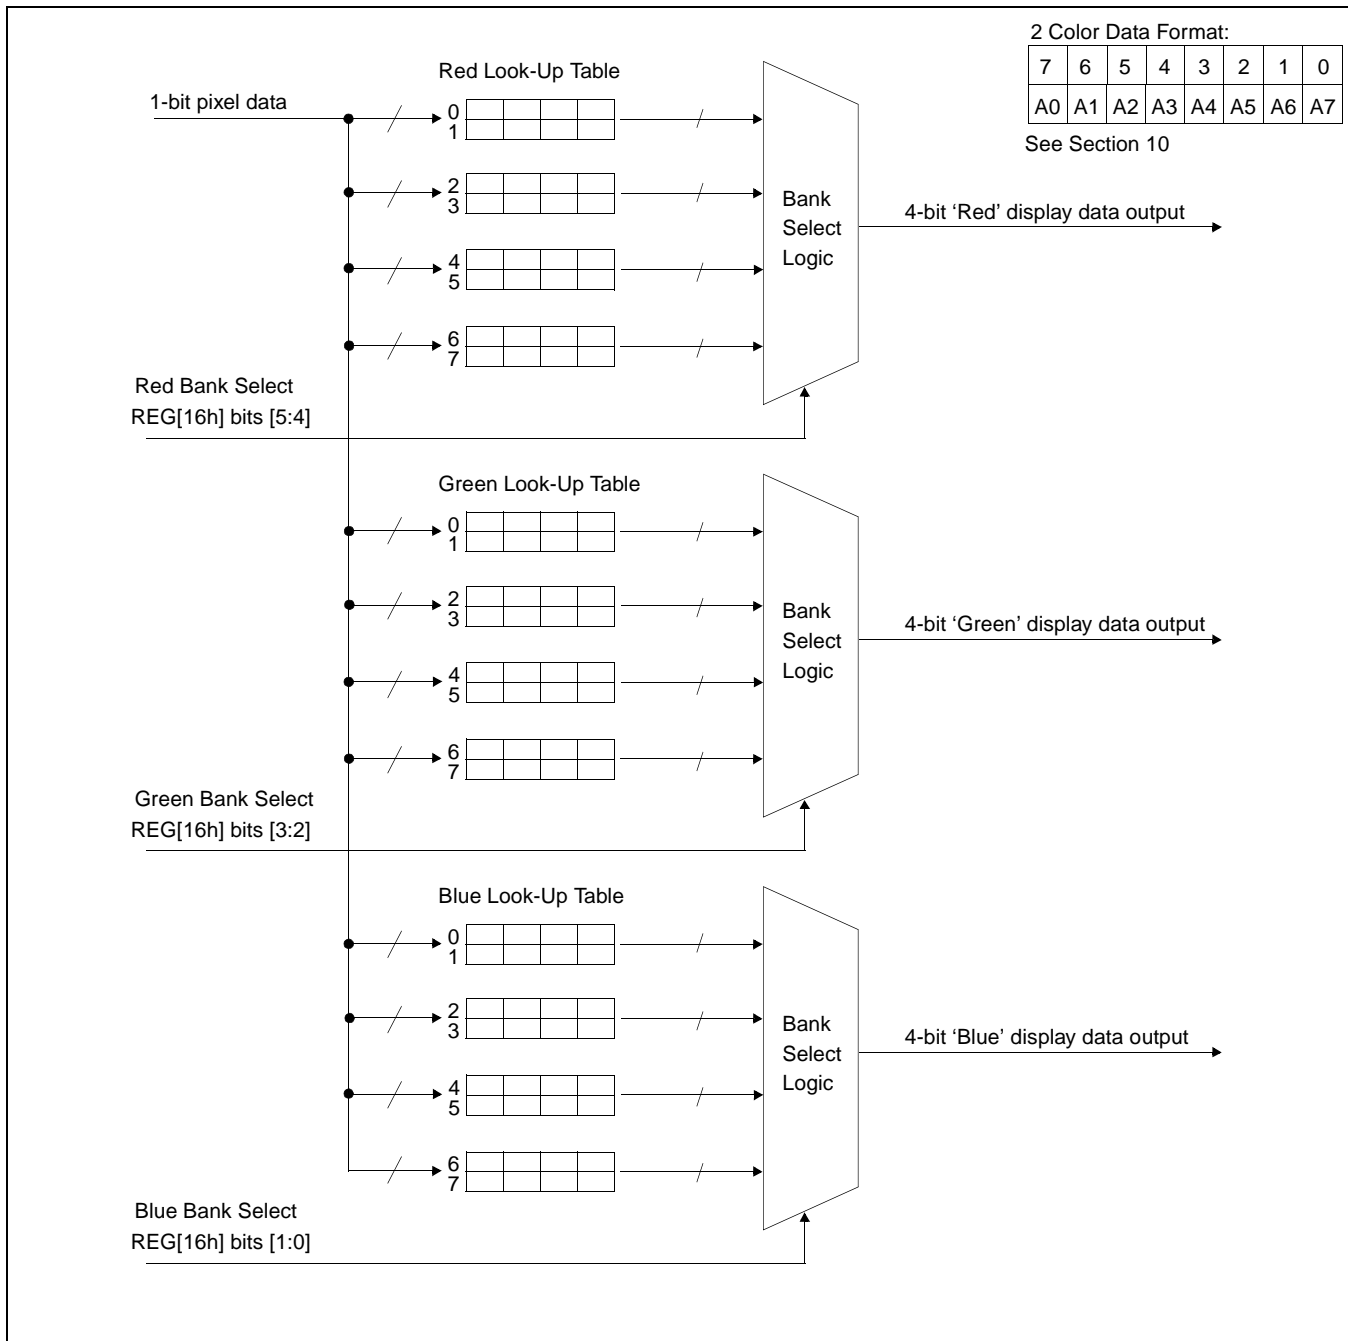 2 Color Data Format:
7 6 5 4 3 2 1 0
A0 A1 A2 A3 A4 A5 A6 A7
See Section 10
Red Look-Up Table
1-bit pixel data
0
1
2
3
4
5
6
7
Bank
Select
Logic
4-bit ‘Red’ display data output
Red Bank Select
REG[16h] bits [5:4]
Green Look-Up Table
0
1
2
3
4
5
6
7
Bank
Select
Logic
4-bit ‘Green’ display data output
Green Bank Select
REG[16h] bits [3:2]
Blue Look-Up Table
0
1
2
3
4
5
6
7
Bank
Select
Logic
4-bit ‘Blue’ display data output
Blue Bank Select
REG[16h] bits [1:0]